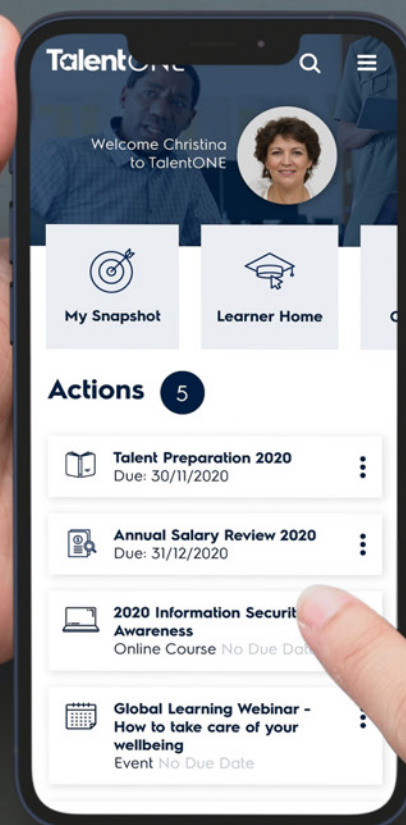 TalentONE
Welcome Christina
to TalentONE
My Snapshot
Learner Home
Actions 5
Talent Preparation 2020
Due: 30/11/2020
Annual Salary Review 2020
Due: 31/12/2020
2020 Information Securit
Awareness
Online Course No Due Dat
Global Learning Webinar -
How to take care of your
wellbeing
Event No Due Date